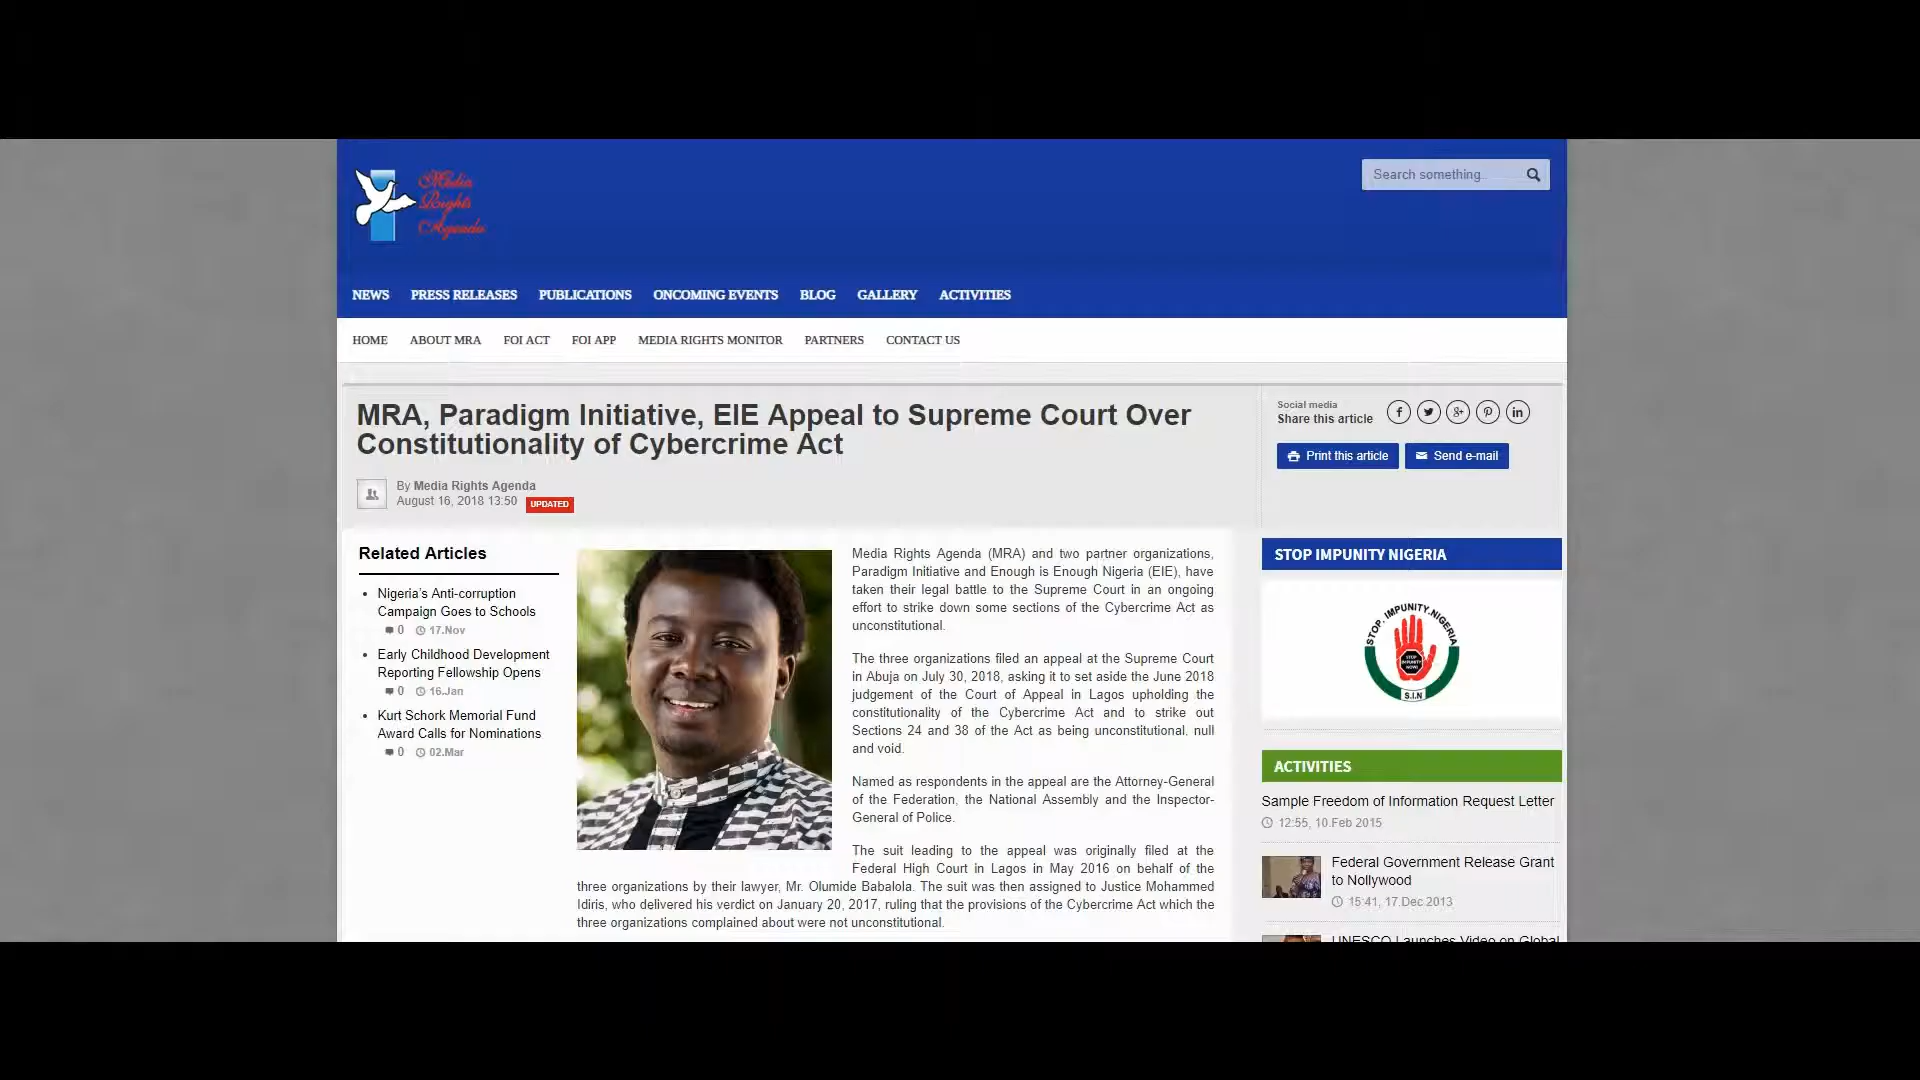 Media
Rights
Agenda
Search something..
NEWS PRESS RELEASES PUBLICATIONS ONCOMING EVENTS BLOG GALLERY ACTIVITIES
HOME ABOUT MRA FOI ACT FOI APP MEDIA RIGHTS MONITOR PARTNERS CONTACT US
MRA, Paradigm Initiative, EIE Appeal to Supreme Court Over
Constitutionality of Cybercrime Act
By Media Rights Agenda
August 16, 2018 13:50 UPDATED
Social media
Share this article
Print this article Send e-mail
Related Articles
Nigeria's Anti-corruption
Campaign Goes to Schools
0 17.Nov
Early Childhood Development
Reporting Fellowship Opens
0 16.Jan
Kurt Schork Memorial Fund
Award Calls for Nominations
0 02.Mar
Media Rights Agenda (MRA) and two partner organizations,
Paradigm Initiative and Enough is Enough Nigeria (EIE), have
taken their legal battle to the Supreme Court in an ongoing
effort to strike down some sections of the Cybercrime Act as
unconstitutional.
The three organizations filed an appeal at the Supreme Court
in Abuja on July 30, 2018, asking it to set aside the June 2018
judgement of the Court of Appeal in Lagos upholding the
constitutionality of the Cybercrime Act and to strike out
Sections 24 and 38 of the Act as being unconstitutional, null
and void.
Named as respondents in the appeal are the Attorney-General
of the Federation, the National Assembly and the Inspector-
General of Police.
The suit leading to the appeal was originally filed at the
Federal High Court in Lagos in May 2016 on behalf of the
three organizations by their lawyer, Mr. Olumide Babalola. The suit was then assigned to Justice Mohammed
Idiris, who delivered his verdict on January 20, 2017, ruling that the provisions of the Cybercrime Act which the
three organizations complained about were not unconstitutional.
STOP IMPUNITY NIGERIA
STOP. IMPUNITY. NIGERIA
STOP
IMPUNITY
NOW!
S.I.N
ACTIVITIES
Sample Freedom of Information Request Letter
12:55, 10.Feb 2015
Federal Government Release Grant
to Nollywood
15:41, 17.Dec 2013
UNESCO Launches Video on Global